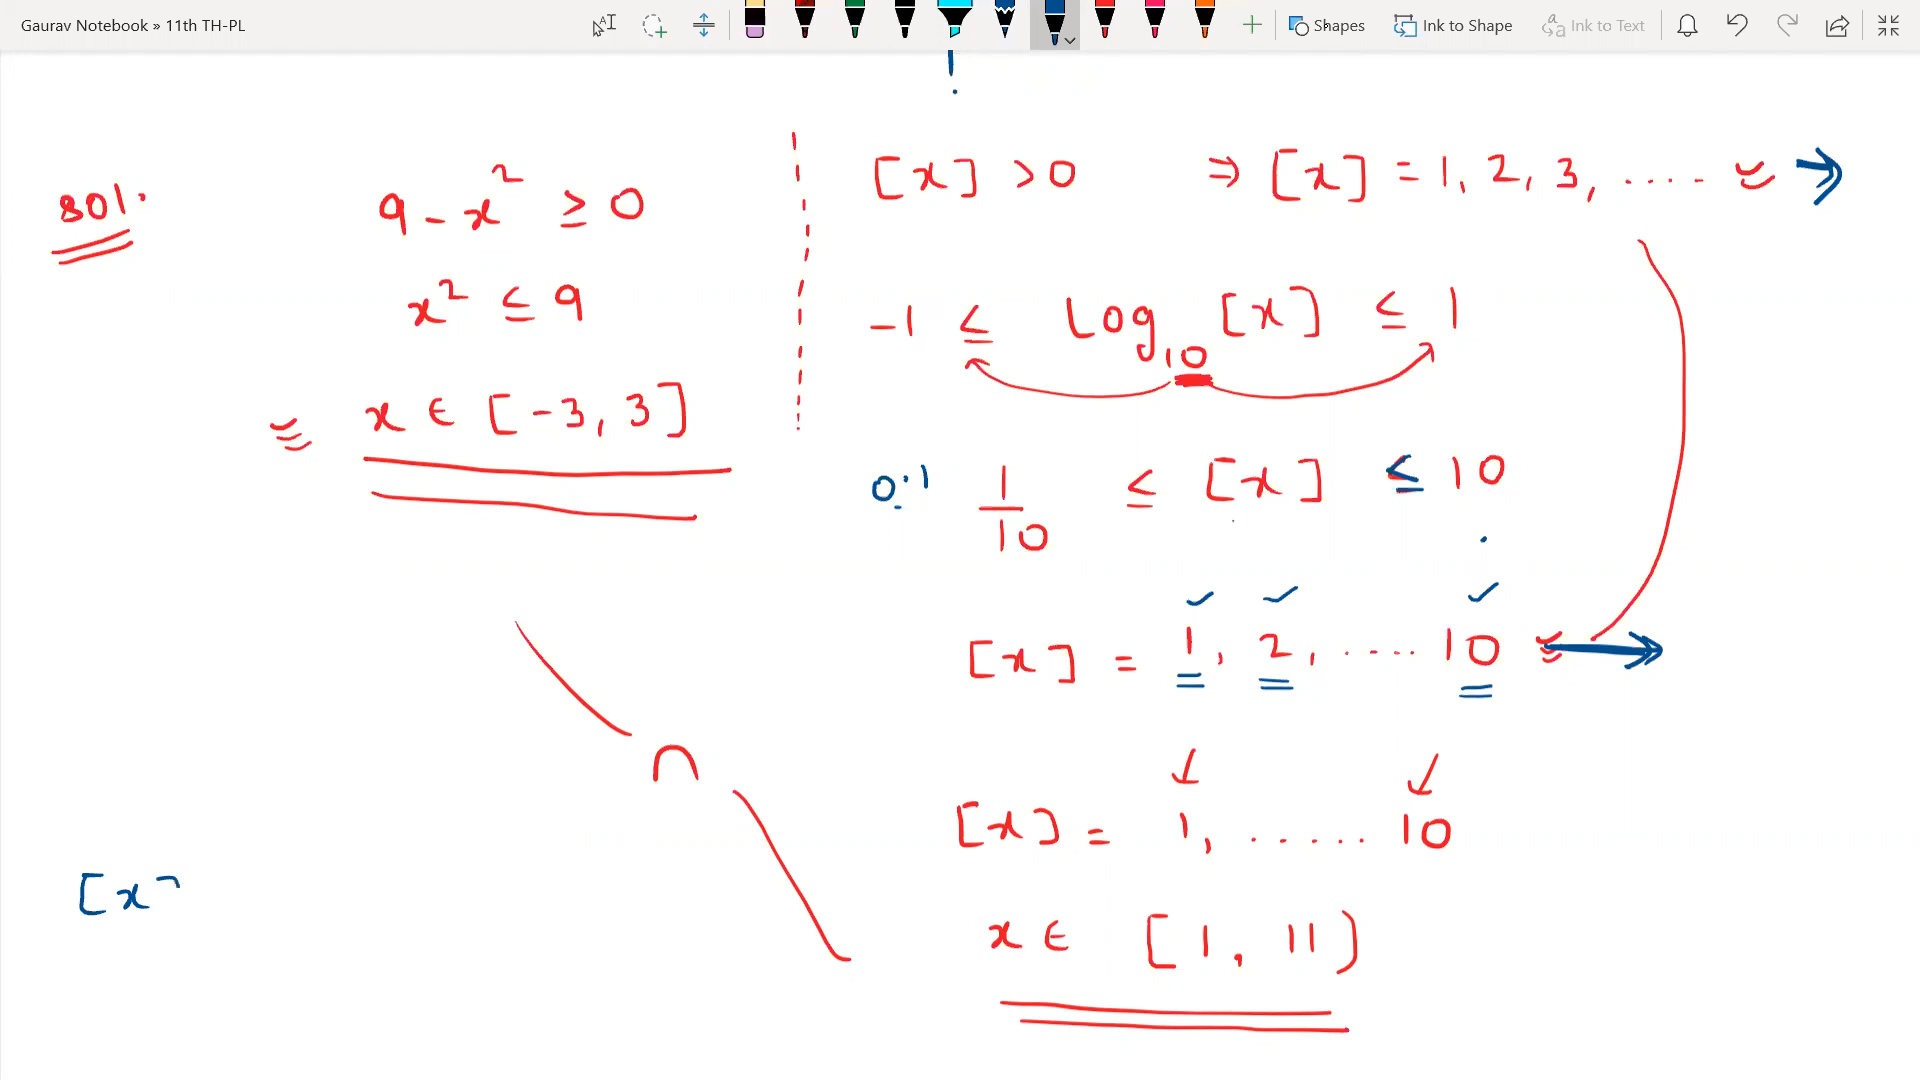 Gaurav Notebook » 11th TH-PL
Shapes
Ink to Shape
Ink to Text
sol.
9 - x² ≥ 0
x² ≤ 9
x ∈ [-3, 3]
∩
[x] > 0 ⇒ [x] = 1, 2, 3, .....
-1 ≤ Log₁₀ [x] ≤ 1
0.1 1/10 ≤ [x] ≤ 10
[x] = 1, 2, ..... 10
[x] = 1, ...... 10
x ∈ [1, 11)
[x]